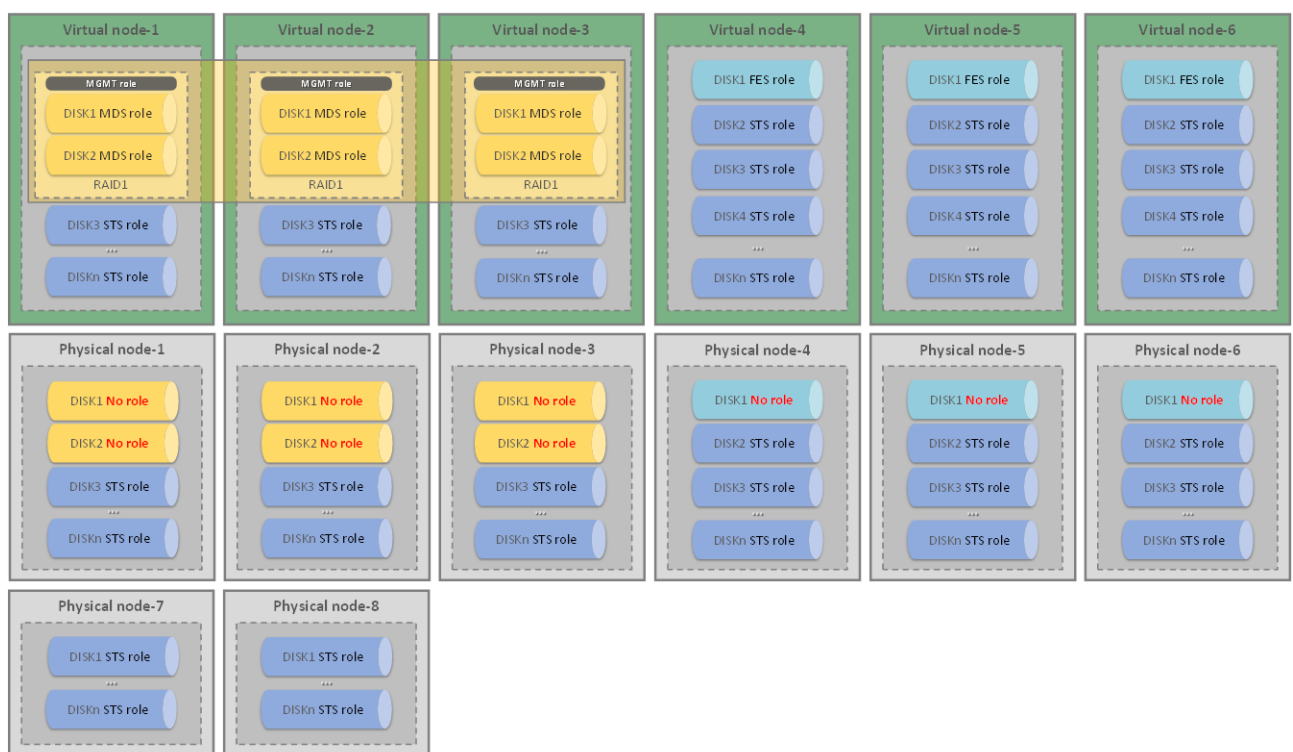 Virtual node-1
MGMT role
DISK1 MDS role
DISK2 MDS role
RAID1
DISK3 STS role
...
DISKn STS role
Virtual node-2
MGMT role
DISK1 MDS role
DISK2 MDS role
RAID1
DISK3 STS role
...
DISKn STS role
Virtual node-3
MGMT role
DISK1 MDS role
DISK2 MDS role
RAID1
DISK3 STS role
...
DISKn STS role
Virtual node-4
DISK1 FES role
DISK2 STS role
DISK3 STS role
DISK4 STS role
...
DISKn STS role
Virtual node-5
DISK1 FES role
DISK2 STS role
DISK3 STS role
DISK4 STS role
...
DISKn STS role
Virtual node-6
DISK1 FES role
DISK2 STS role
DISK3 STS role
DISK4 STS role
...
DISKn STS role
Physical node-1
DISK1 No role
DISK2 No role
DISK3 STS role
...
DISKn STS role
Physical node-2
DISK1 No role
DISK2 No role
DISK3 STS role
...
DISKn STS role
Physical node-3
DISK1 No role
DISK2 No role
DISK3 STS role
...
DISKn STS role
Physical node-4
DISK1 No role
DISK2 STS role
DISK3 STS role
...
DISKn STS role
Physical node-5
DISK1 No role
DISK2 STS role
DISK3 STS role
...
DISKn STS role
Physical node-6
DISK1 No role
DISK2 STS role
DISK3 STS role
...
DISKn STS role
Physical node-7
DISK1 STS role
...
DISKn STS role
Physical node-8
DISK1 STS role
...
DISKn STS role